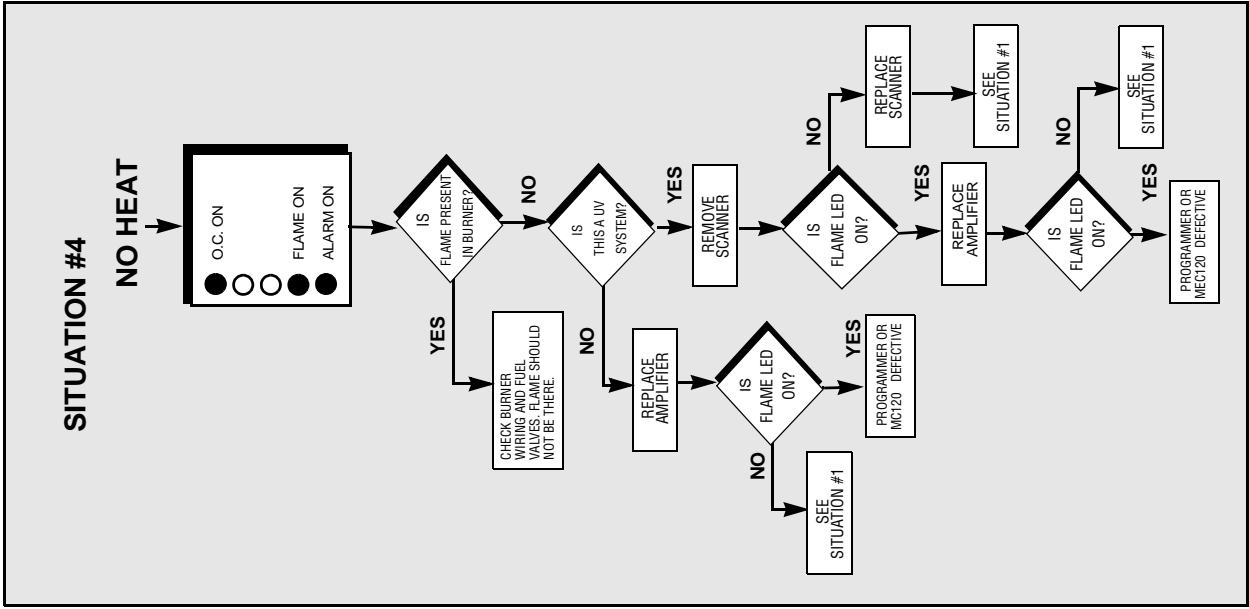 SITUATION #4
NO HEAT
O.C. ON
FLAME ON
ALARM ON
IS
FLAME PRESENT
IN BURNER?
YES
CHECK BURNER
WIRING AND FUEL
VALVES. FLAME SHOULD
NOT BE THERE.
NO
IS
THIS A UV
SYSTEM?
NO
REPLACE
AMPLIFIER
IS
FLAME LED
ON?
NO
SEE
SITUATION #1
YES
PROGRAMMER OR
MC120 DEFECTIVE
YES
REMOVE
SCANNER
IS
FLAME LED
ON?
NO
REPLACE
SCANNER
SEE
SITUATION #1
YES
REPLACE
AMPLIFIER
IS
FLAME LED
ON?
NO
SEE
SITUATION #1
YES
PROGRAMMER OR
MEC120 DEFECTIVE